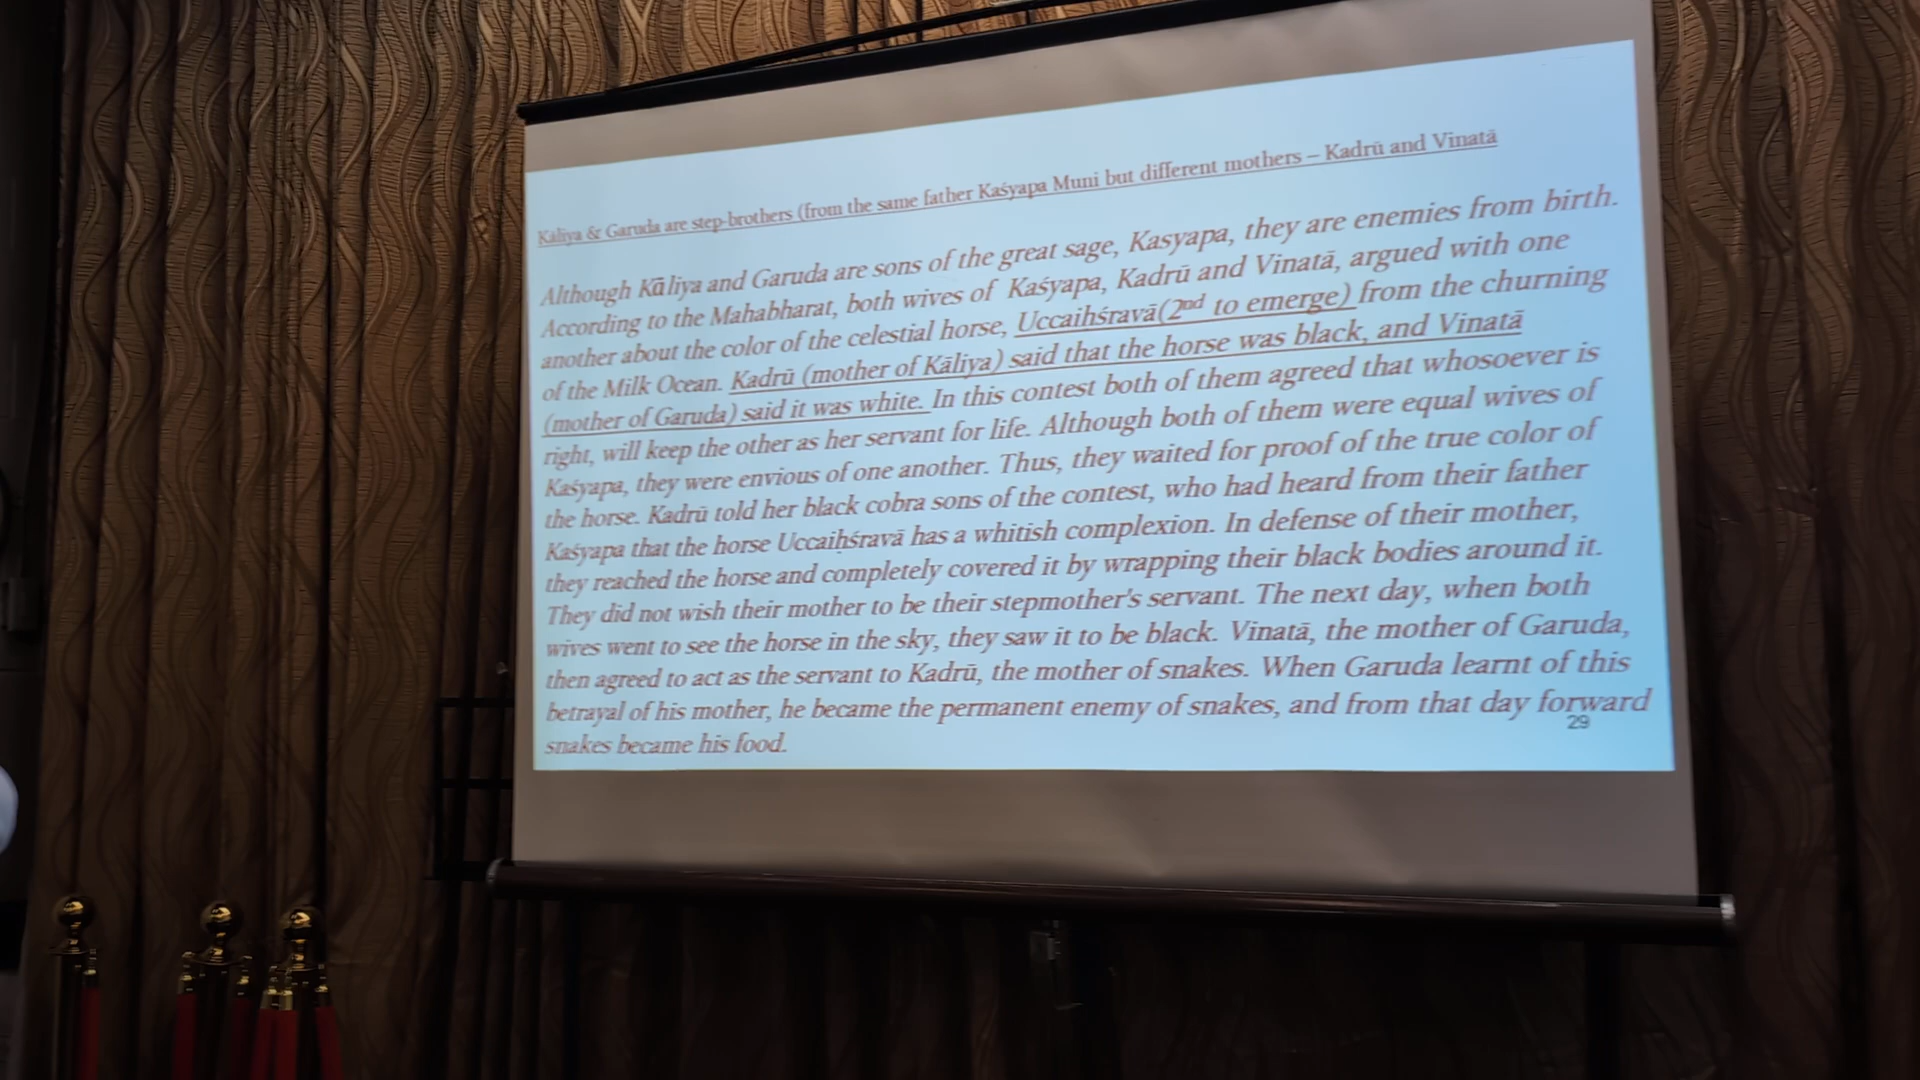 Kāliya & Garuda are step-brothers (from the same father Kaśyapa Muni but different mothers – Kadrū and Vinatā
Although Kāliya and Garuda are sons of the great sage, Kasyapa, they are enemies from birth.
According to the Mahabharat, both wives of Kaśyapa, Kadrū and Vinatā, argued with one
another about the color of the celestial horse, Uccaihśravā(2nd to emerge) from the churning
of the Milk Ocean. Kadrū (mother of Kāliya) said that the horse was black, and Vinatā
(mother of Garuda) said it was white. In this contest both of them agreed that whosoever is
right, will keep the other as her servant for life. Although both of them were equal wives of
Kaśyapa, they were envious of one another. Thus, they waited for proof of the true color of
the horse. Kadrū told her black cobra sons of the contest, who had heard from their father
Kaśyapa that the horse Uccaiḥśravā has a whitish complexion. In defense of their mother,
they reached the horse and completely covered it by wrapping their black bodies around it.
They did not wish their mother to be their stepmother's servant. The next day, when both
wives went to see the horse in the sky, they saw it to be black. Vinatā, the mother of Garuda,
then agreed to act as the servant to Kadrū, the mother of snakes. When Garuda learnt of this
betrayal of his mother, he became the permanent enemy of snakes, and from that day forward
snakes became his food.
29